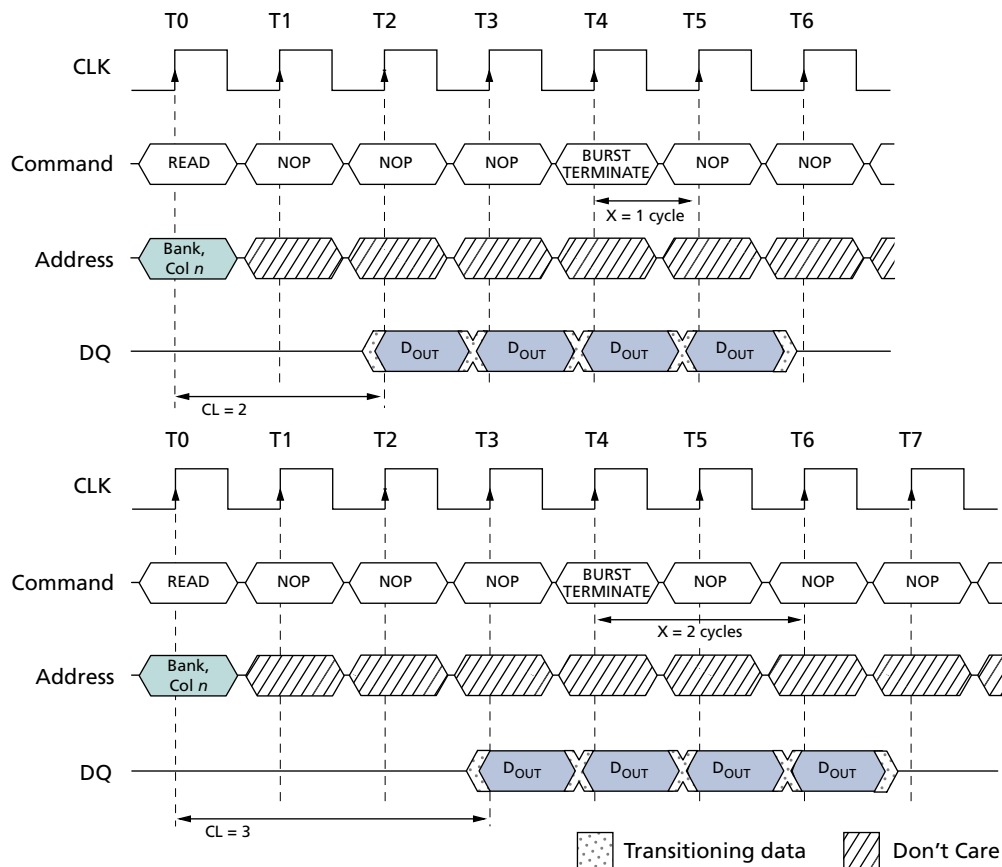 T0 T1 T2 T3 T4 T5 T6
CLK
Command READ NOP NOP NOP BURST TERMINATE NOP NOP
X = 1 cycle
Address Bank, Col n
DQ DOUT DOUT DOUT DOUT
CL = 2
T0 T1 T2 T3 T4 T5 T6 T7
CLK
Command READ NOP NOP NOP BURST TERMINATE NOP NOP NOP
X = 2 cycles
Address Bank, Col n
DQ DOUT DOUT DOUT DOUT
CL = 3
Transitioning data Don't Care